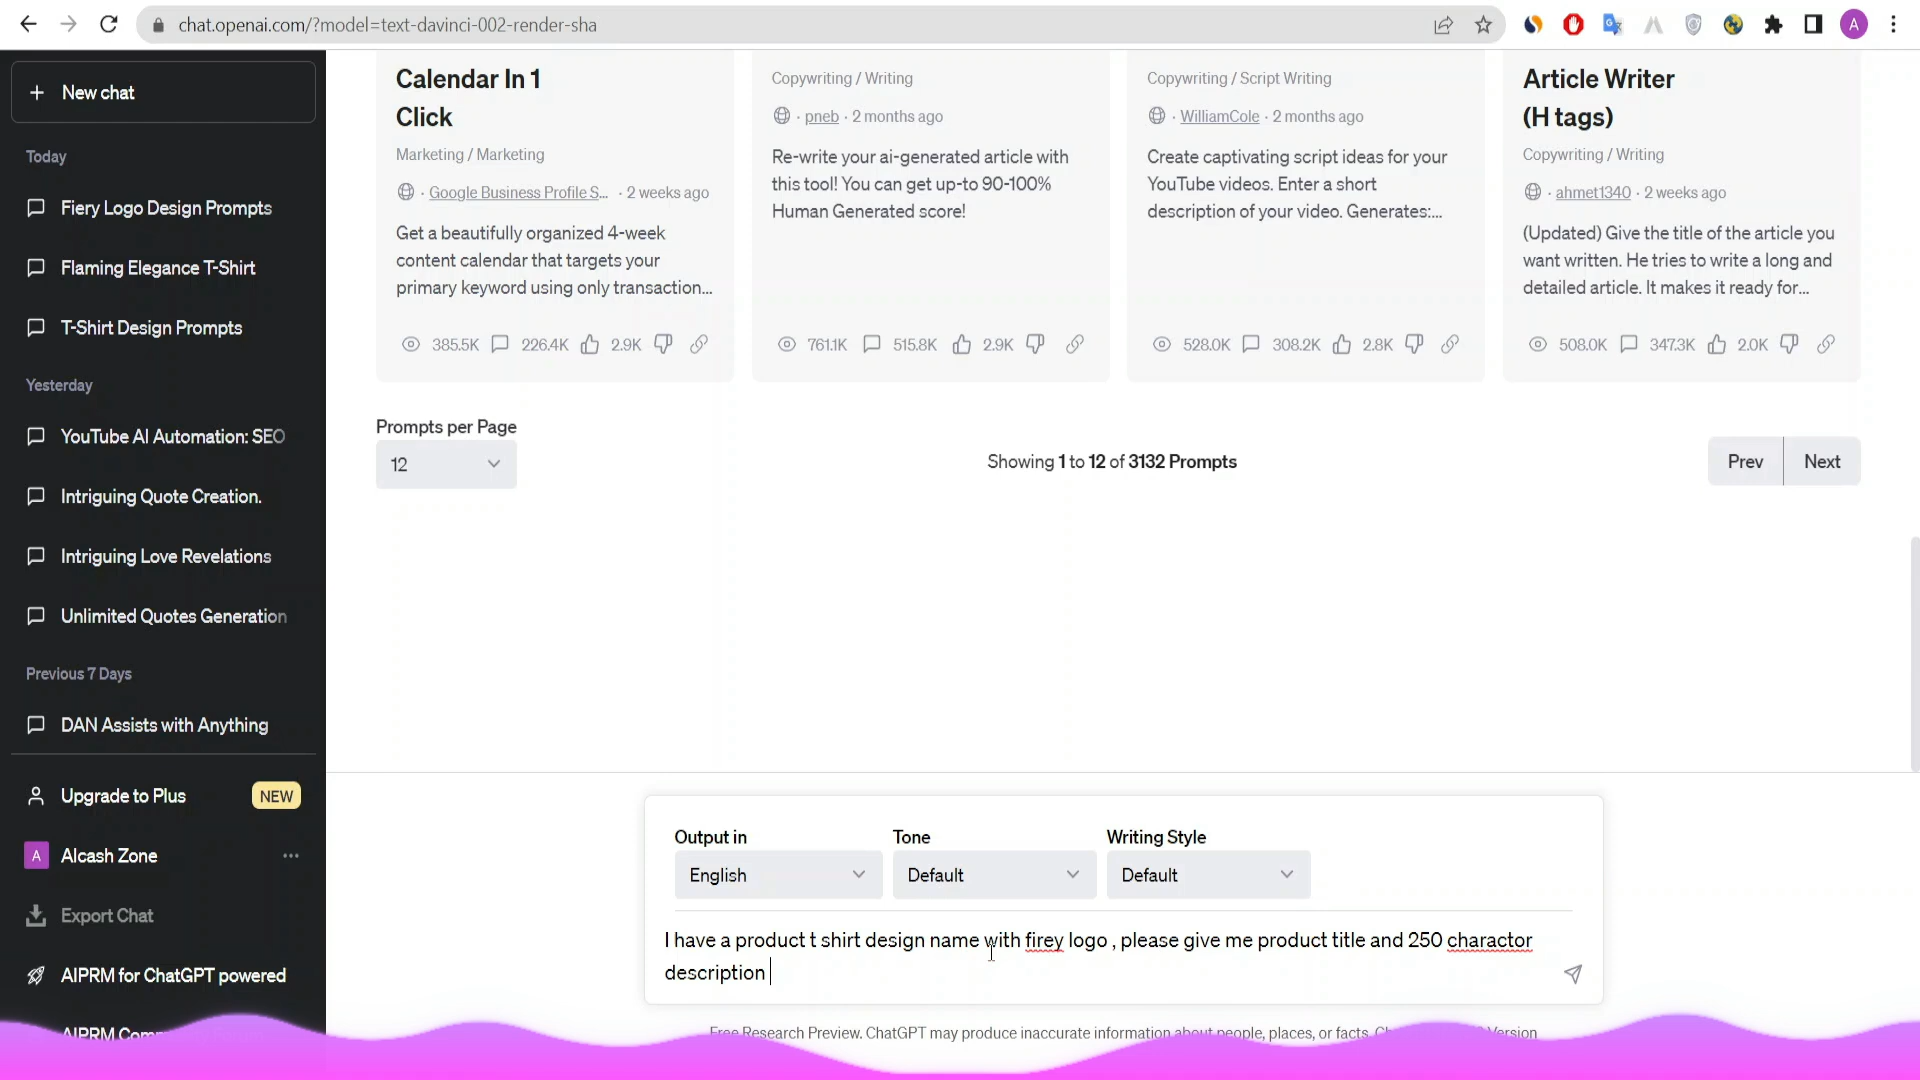 chat.openai.com/?model=text-davinci-002-render-sha
A
New chat
Today
Fiery Logo Design Prompts
Flaming Elegance T-Shirt
T-Shirt Design Prompts
Yesterday
YouTube AI Automation: SEO
Intriguing Quote Creation.
Intriguing Love Revelations
Unlimited Quotes Generation
Previous 7 Days
DAN Assists with Anything
Upgrade to Plus NEW
A Alcash Zone
Export Chat
AIPRM for ChatGPT powered
Calendar In 1
Click
Marketing / Marketing
· Google Business Profile S... · 2 weeks ago
Get a beautifully organized 4-week
content calendar that targets your
primary keyword using only transaction...
385.5K 226.4K 2.9K
Copywriting / Writing
· pneb · 2 months ago
Re-write your ai-generated article with
this tool! You can get up-to 90-100%
Human Generated score!
761.1K 515.8K 2.9K
Copywriting / Script Writing
· WilliamCole · 2 months ago
Create captivating script ideas for your
YouTube videos. Enter a short
description of your video. Generates:...
528.0K 308.2K 2.8K
Article Writer
(H tags)
Copywriting / Writing
· ahmet1340 · 2 weeks ago
(Updated) Give the title of the article you
want written. He tries to write a long and
detailed article. It makes it ready for...
508.0K 347.3K 2.0K
Prompts per Page
12
Showing 1 to 12 of 3132 Prompts
Prev Next
Output in Tone Writing Style
English Default Default
I have a product t shirt design name with firey logo , please give me product title and 250 charactor
description
Free Research Preview. ChatGPT may produce inaccurate information about people, places, or facts. Version